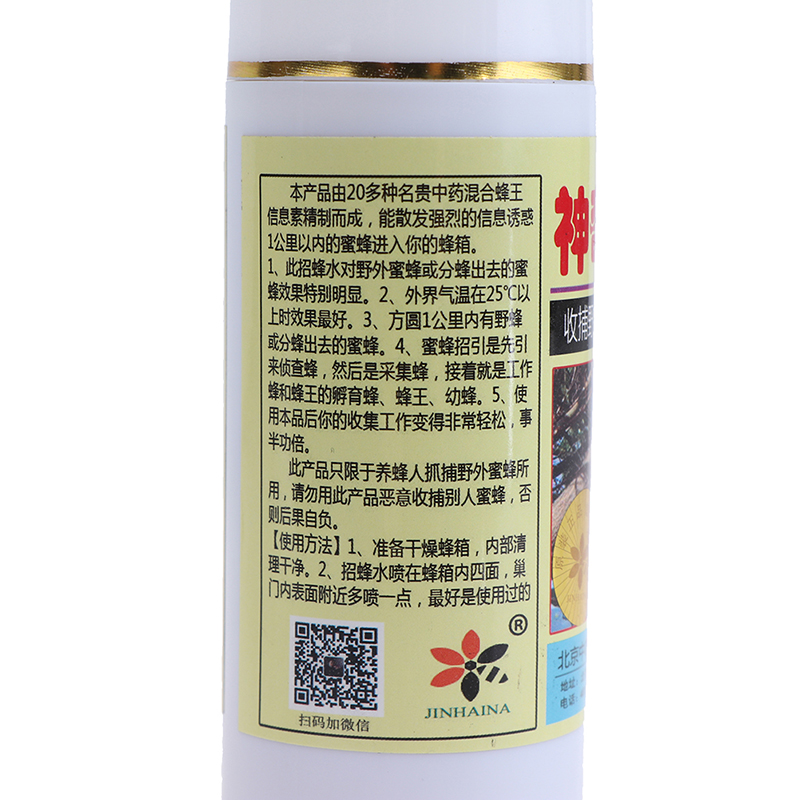 本产品由20多种名贵中药混合蜂王
信息素精制而成，能散发强烈的信息诱惑
1公里以内的蜜蜂进入你的蜂箱。
1、此招蜂水对野外蜜蜂或分蜂出去的蜜
蜂效果特别明显。2、外界气温在25℃以
上时效果最好。3、方圆1公里内有野蜂
或分蜂出去的蜜蜂。4、蜜蜂招引是先引
来侦查蜂，然后是采集蜂，接着就是工作
蜂和蜂王的孵育蜂、蜂王、幼蜂。5、使
用本品后你的收集工作变得非常轻松，事
半功倍。
此产品只限于养蜂人抓捕野外蜜蜂所
用，请勿用此产品恶意收捕别人蜜蜂，否
则后果自负。
【使用方法】1、准备干燥蜂箱，内部清
理干净。2、招蜂水喷在蜂箱内四面，巢
门内表面附近多喷一点，最好是使用过的
扫码加微信
®
JINHAINA
神
收捕野
北京
地址
电话